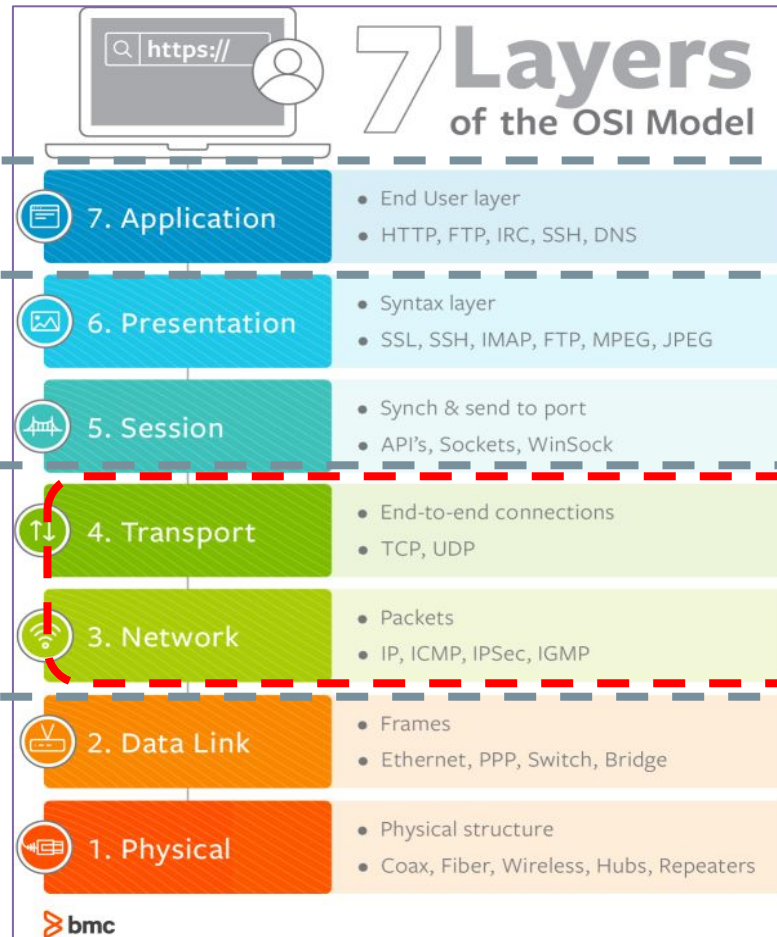 https://
7 Layers
of the OSI Model
7. Application
• End User layer
• HTTP, FTP, IRC, SSH, DNS
6. Presentation
• Syntax layer
• SSL, SSH, IMAP, FTP, MPEG, JPEG
5. Session
• Synch & send to port
• API's, Sockets, WinSock
4. Transport
• End-to-end connections
• TCP, UDP
3. Network
• Packets
• IP, ICMP, IPSec, IGMP
2. Data Link
• Frames
• Ethernet, PPP, Switch, Bridge
1. Physical
• Physical structure
• Coax, Fiber, Wireless, Hubs, Repeaters
bmc